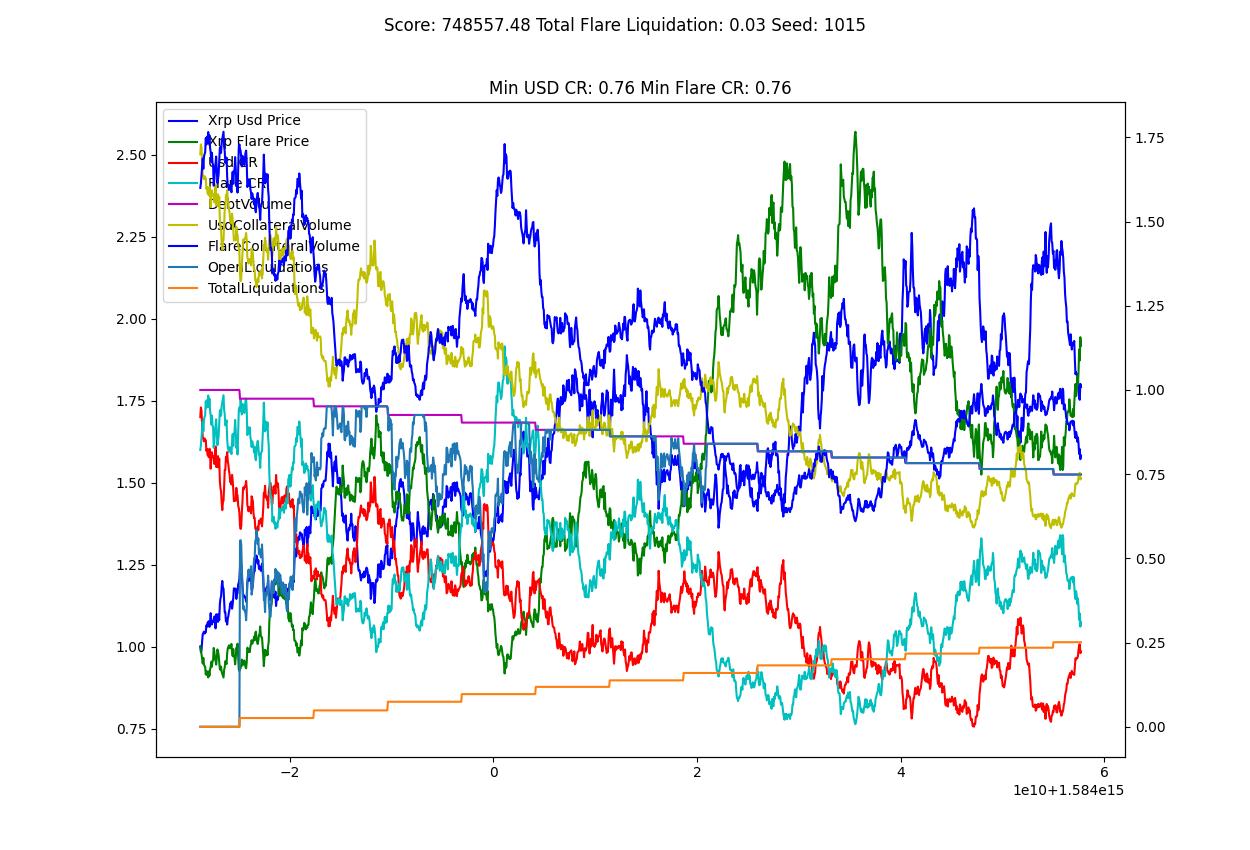 Score: 748557.48 Total Flare Liquidation: 0.03 Seed: 1015
Min USD CR: 0.76 Min Flare CR: 0.76
Xrp Usd Price
Xrp Flare Price
Usd CR
Flare CR
DebtVolume
UsdCollateralVolume
FlareCollateralVolume
OpenLiquidations
TotalLiquidations
2.50
2.25
2.00
1.75
1.50
1.25
1.00
0.75
1.75
1.50
1.25
1.00
0.75
0.50
0.25
0.00
−2 0 2 4 6
1e10+1.584e15